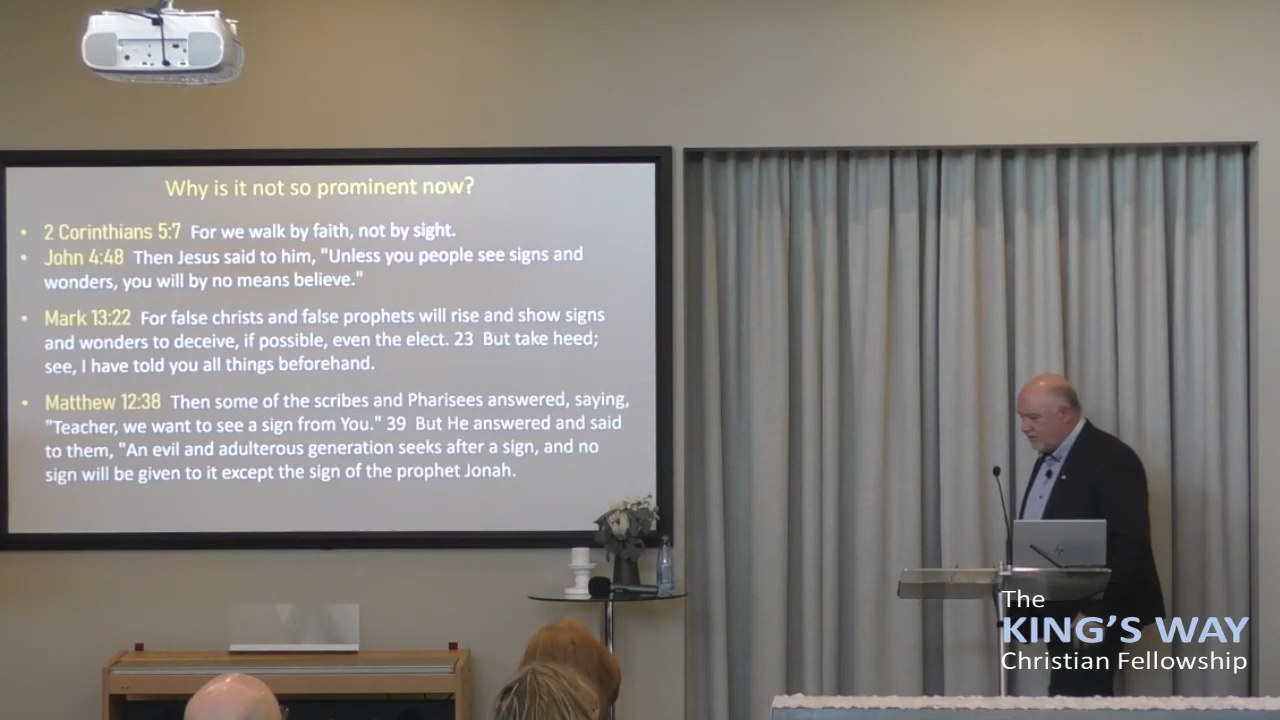 Why is it not so prominent now?
• 2 Corinthians 5:7 For we walk by faith, not by sight.
• John 4:48 Then Jesus said to him, "Unless you people see signs and
wonders, you will by no means believe."
• Mark 13:22 For false christs and false prophets will rise and show signs
and wonders to deceive, if possible, even the elect. 23 But take heed;
see, I have told you all things beforehand.
• Matthew 12:38 Then some of the scribes and Pharisees answered, saying,
"Teacher, we want to see a sign from You." 39 But He answered and said
to them, "An evil and adulterous generation seeks after a sign, and no
sign will be given to it except the sign of the prophet Jonah.
hp
The
KING'S WAY
Christian Fellowship